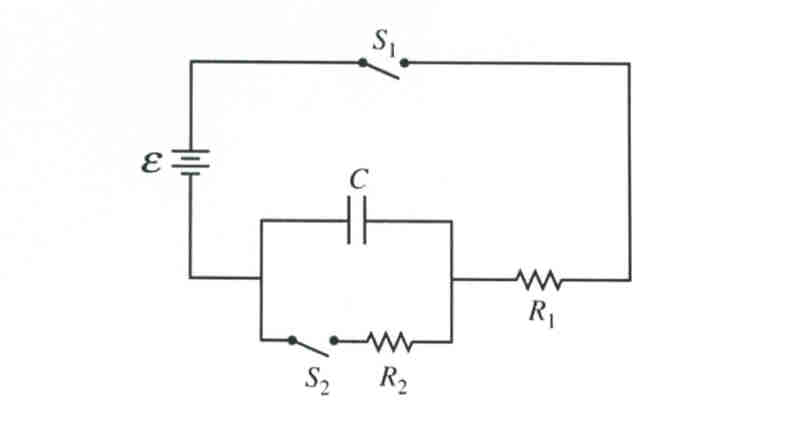 S₁
ε
C
R₁
S₂ R₂